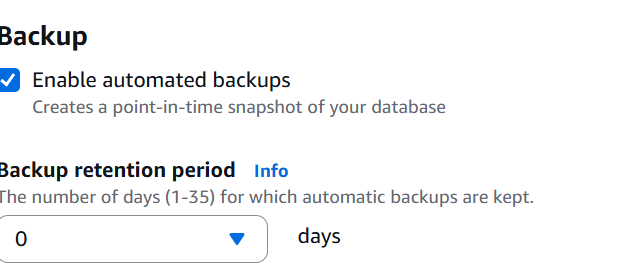 Backup
Enable automated backups
Creates a point-in-time snapshot of your database
Backup retention period Info
The number of days (1-35) for which automatic backups are kept.
0 days